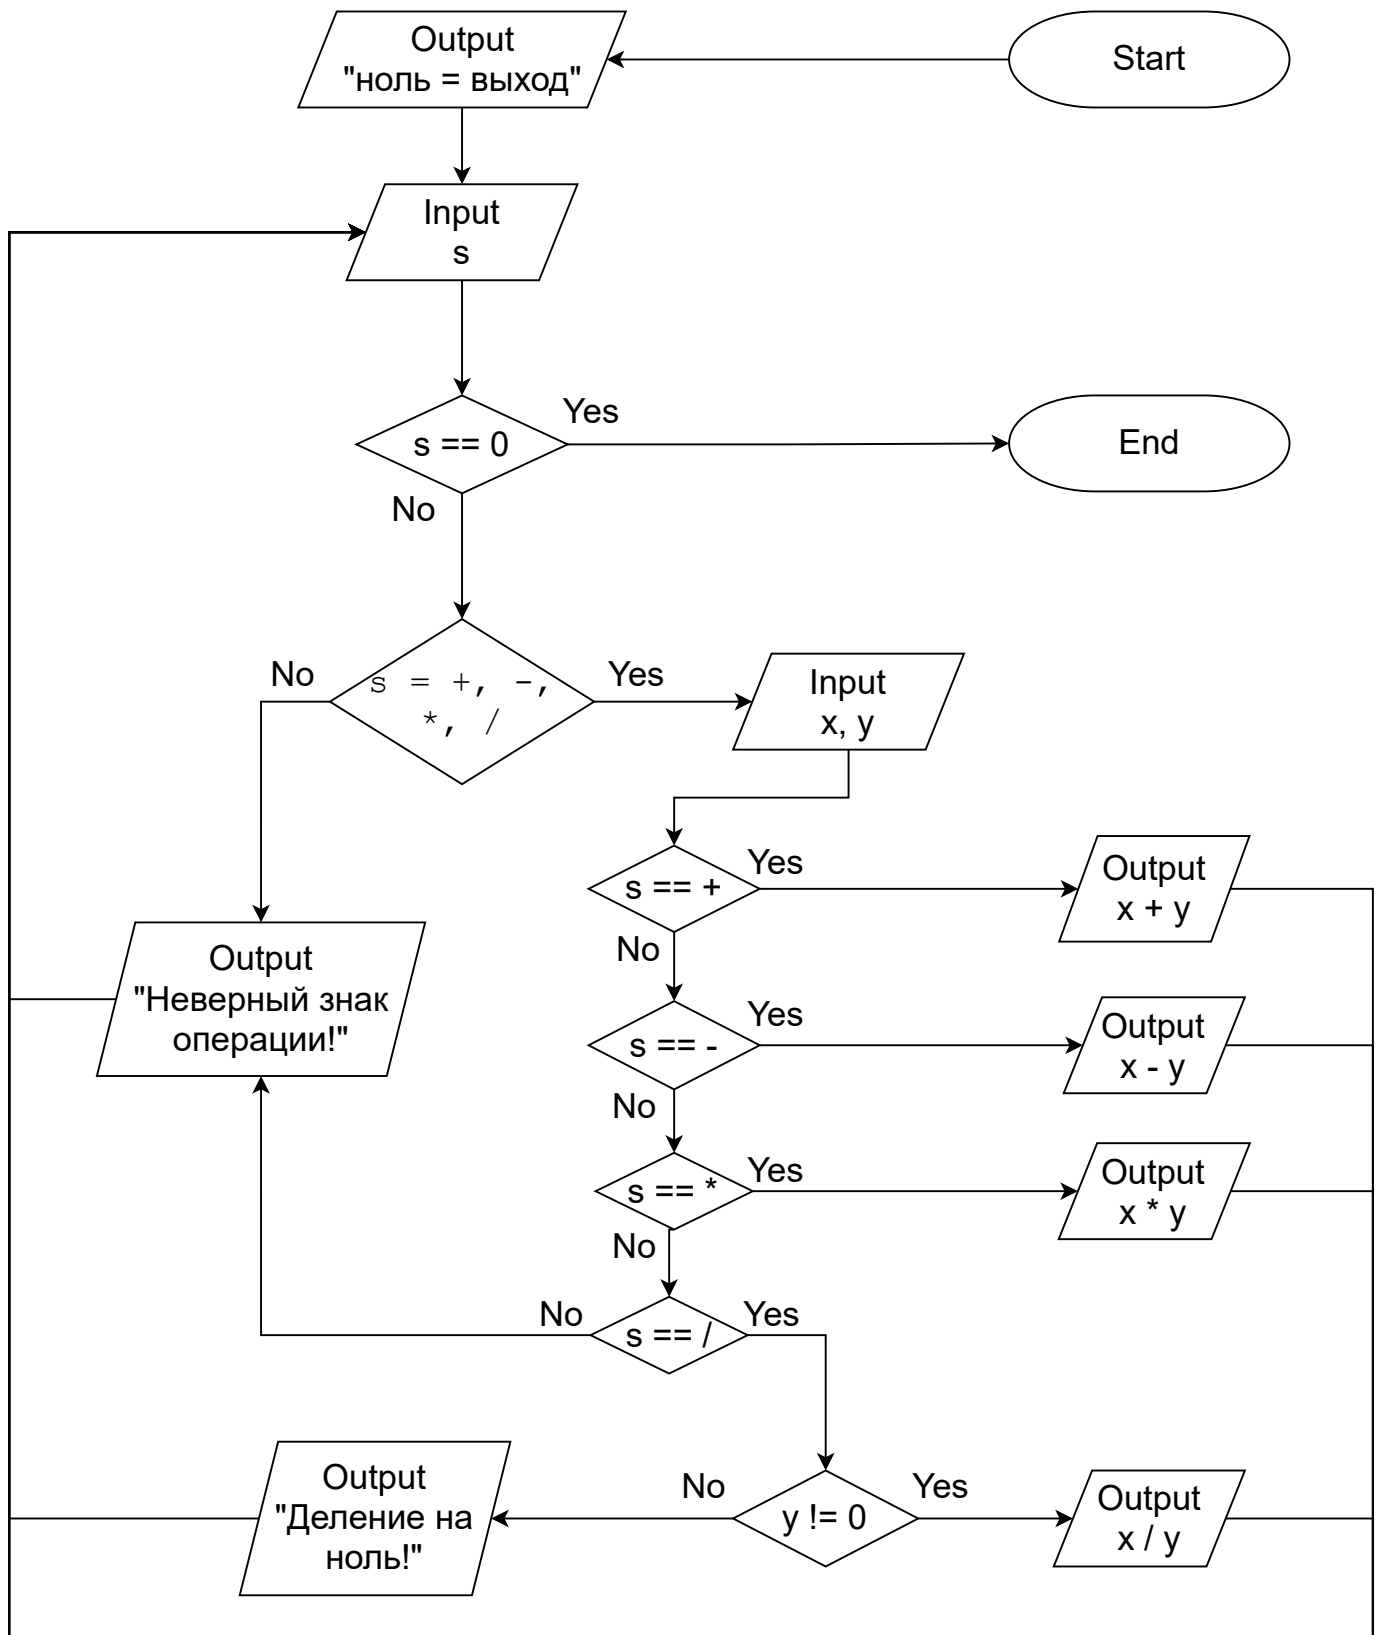 Output
"ноль = выход"
Start
Input
s
Yes
s == 0
End
No
No
s = +, -,
*, /
Yes
Input
x, y
Yes
s == +
Output
x + y
No
Output
"Неверный знак
операции!"
Yes
s == -
Output
x - y
No
Yes
s == *
Output
x * y
No
No
s == /
Yes
Output
"Деление на
ноль!"
No
y != 0
Yes
Output
x / y